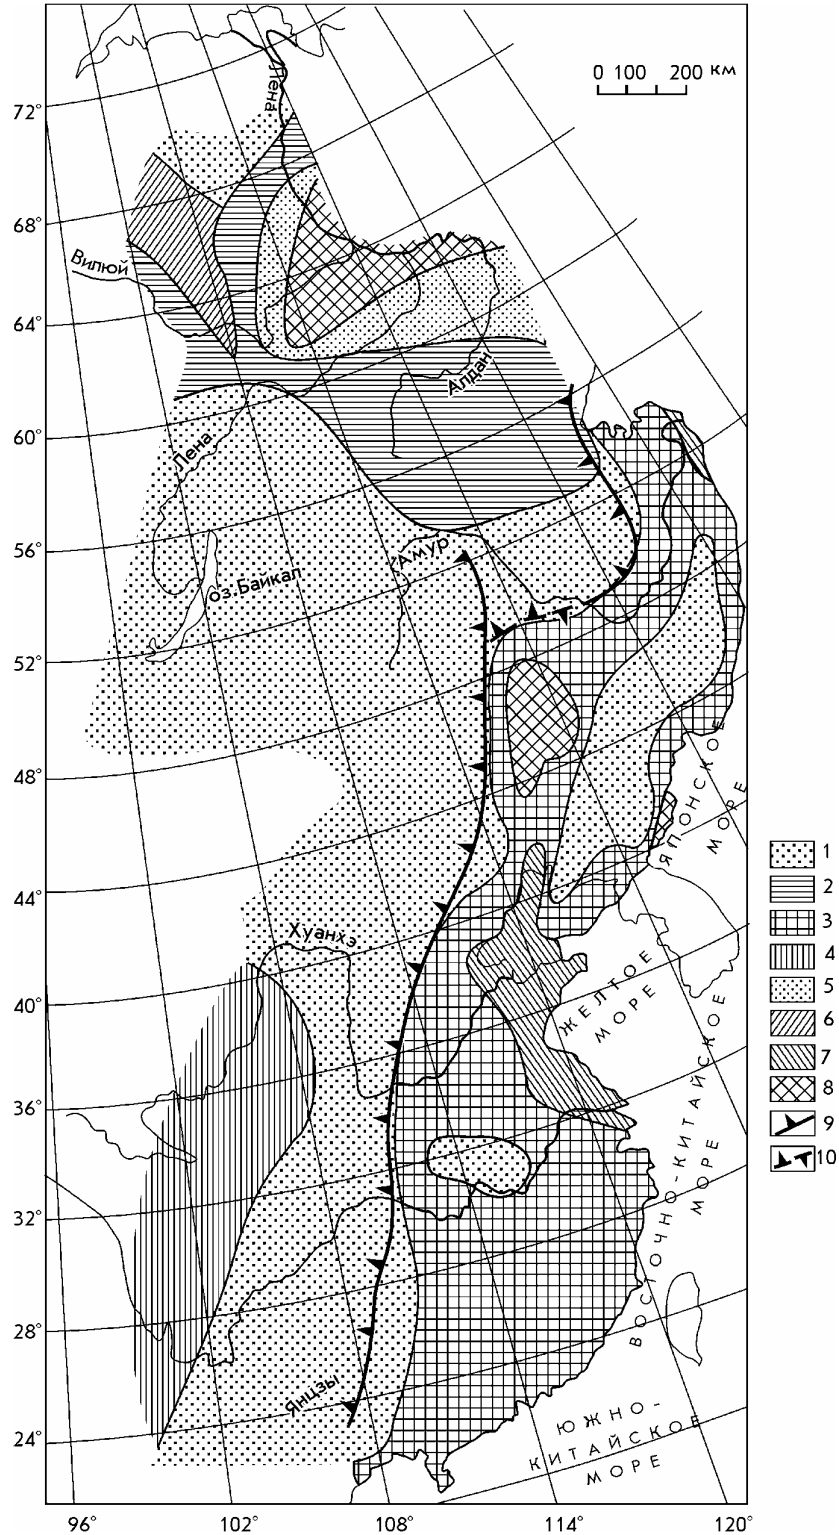 0 100 200 км
72°
68°
64°
60°
56°
52°
48°
44°
40°
36°
32°
28°
24°
96°
102°
108°
114°
120°
Лена
Вилюй
Алдан
Лена
Амур
оз.Байкал
Хуанхэ
Янцзы
ЯПОНСКОЕ
МОРЕ
ЖЕЛТОЕ
МОРЕ
ВОСТОЧНО-КИТАЙСКОЕ
МОРЕ
ЮЖНО-
КИТАЙСКОЕ
МОРЕ
1
2
3
4
5
6
7
8
9
10